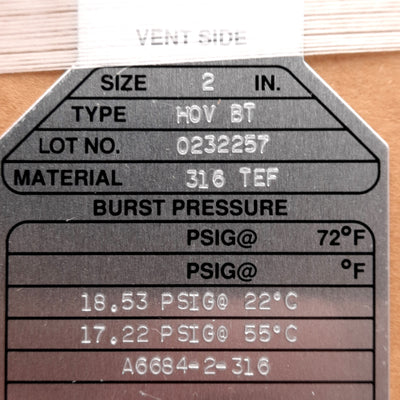 VENT SIDE
SIZE 2 IN.
TYPE HOV BT
LOT NO. 0232257
MATERIAL 316 TEF
BURST PRESSURE
PSIG@ 72°F
PSIG@ °F
18.53 PSIG@ 22°C
17.22 PSIG@ 55°C
A6684-2-316